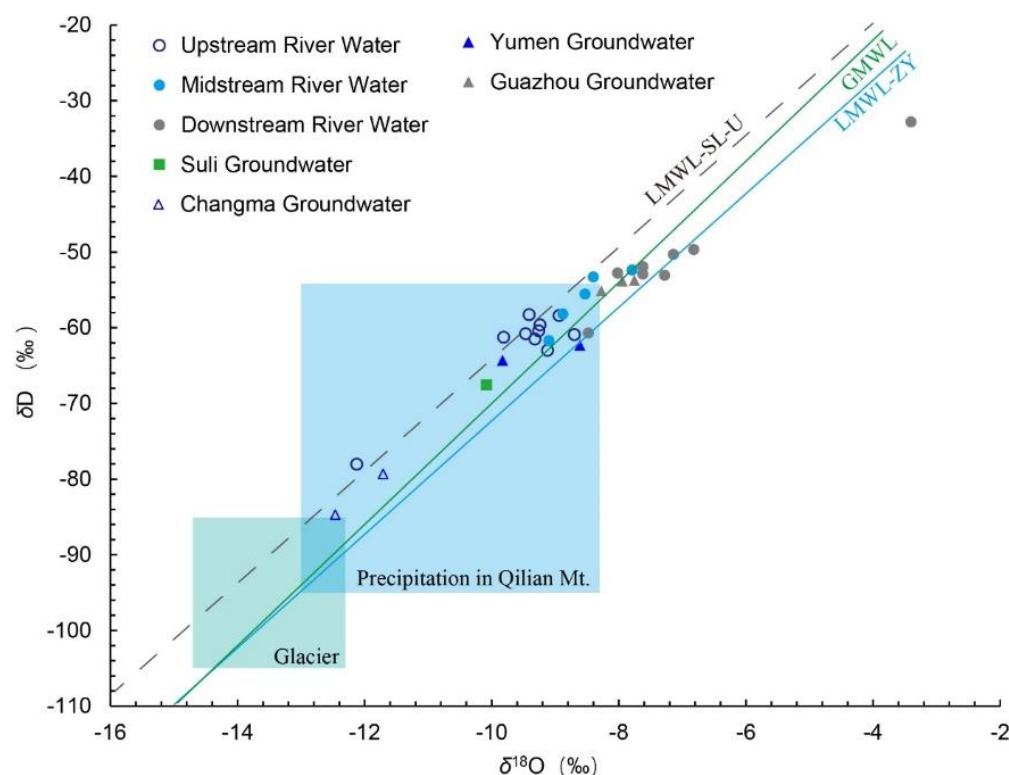 -20
-30
-40
-50
-60
-70
-80
-90
-100
-110
δD （‰）
Upstream River Water
Midstream River Water
Downstream River Water
Suli Groundwater
Changma Groundwater
Yumen Groundwater
Guazhou Groundwater
LMWL-SL-U
GMWL
LMWL-ZY
Precipitation in Qilian Mt.
Glacier
-16 -14 -12 -10 -8 -6 -4 -2
δ¹⁸O （‰）